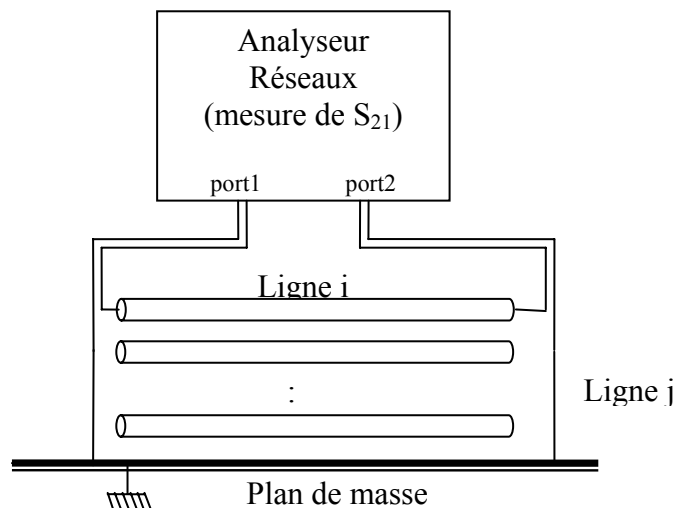 Analyseur
Réseaux
(mesure de S₂₁)
port1 port2
Ligne i
:
Ligne j
Plan de masse